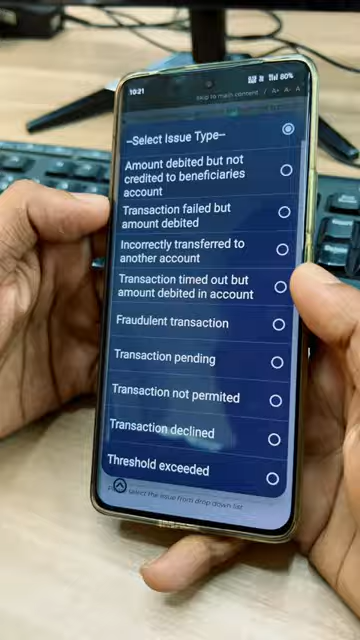 10:21
80%
Skip to main content / A+ A- A
--Select Issue Type--
Amount debited but not
credited to beneficiaries
account
Transaction failed but
amount debited
Incorrectly transferred to
another account
Transaction timed out but
amount debited in account
Fraudulent transaction
Transaction pending
Transaction not permited
Transaction declined
Threshold exceeded
select the issue from drop down list